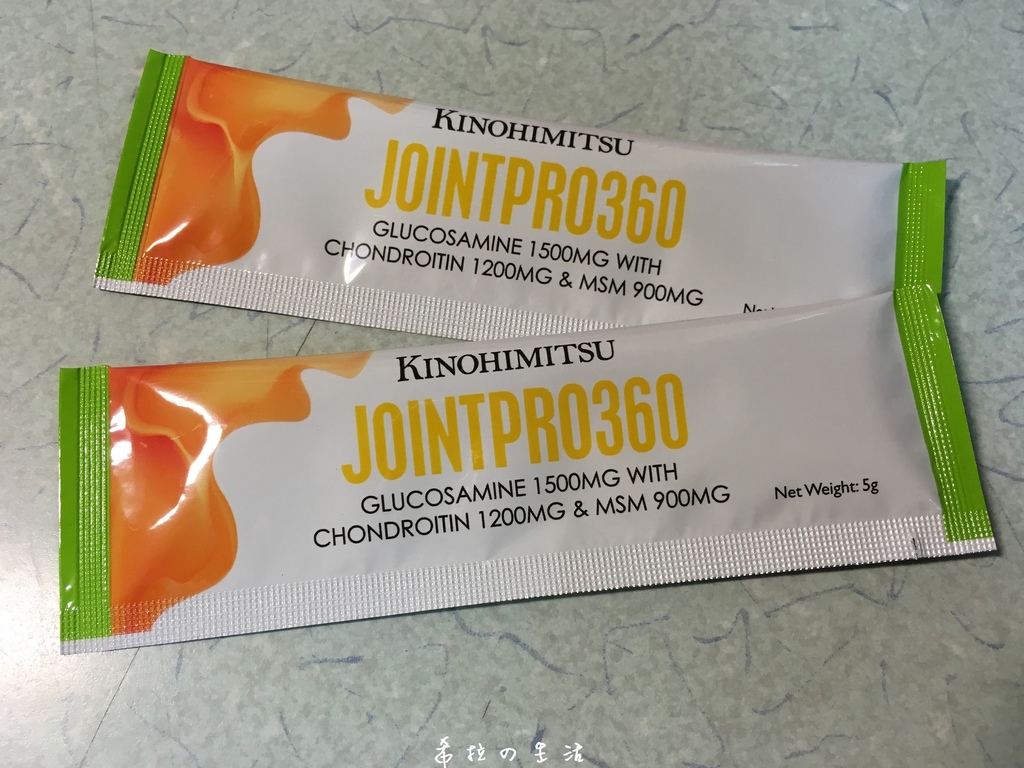 KINOHIMITSU
JOINTPRO360
GLUCOSAMINE 1500MG WITH
CHONDROITIN 1200MG & MSM 900MG
KINOHIMITSU
JOINTPRO360
GLUCOSAMINE 1500MG WITH
CHONDROITIN 1200MG & MSM 900MG
Net Weight: 5g
希拉の生活